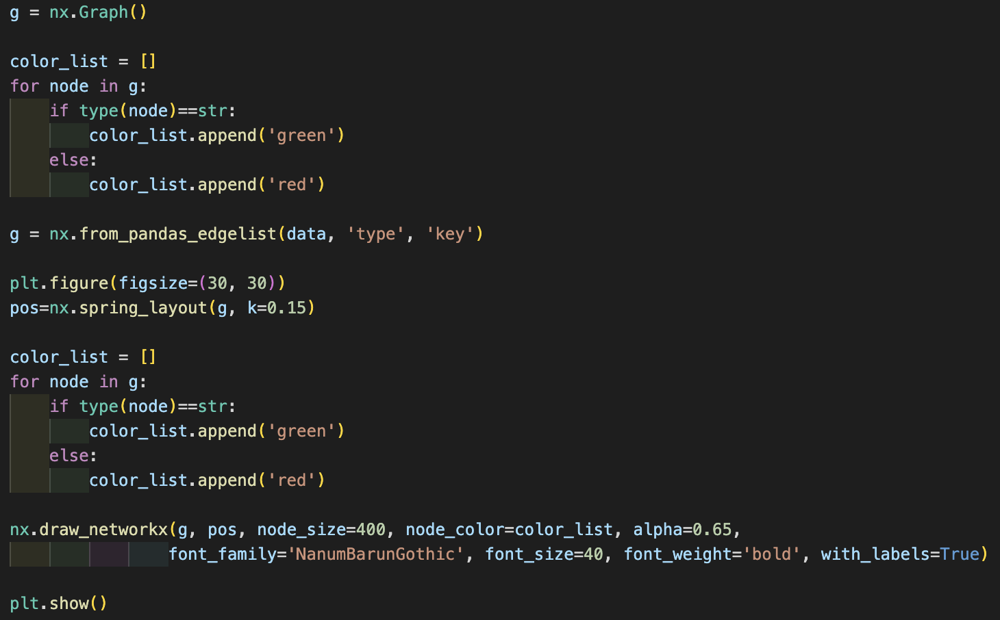 g = nx.Graph()
color_list = []
for node in g:
    if type(node)==str:
        color_list.append('green')
    else:
        color_list.append('red')
g = nx.from_pandas_edgelist(data, 'type', 'key')
plt.figure(figsize=(30, 30))
pos=nx.spring_layout(g, k=0.15)
color_list = []
for node in g:
    if type(node)==str:
        color_list.append('green')
    else:
        color_list.append('red')
nx.draw_networkx(g, pos, node_size=400, node_color=color_list, alpha=0.65,
                font_family='NanumBarunGothic', font_size=40, font_weight='bold', with_labels=True)
plt.show()